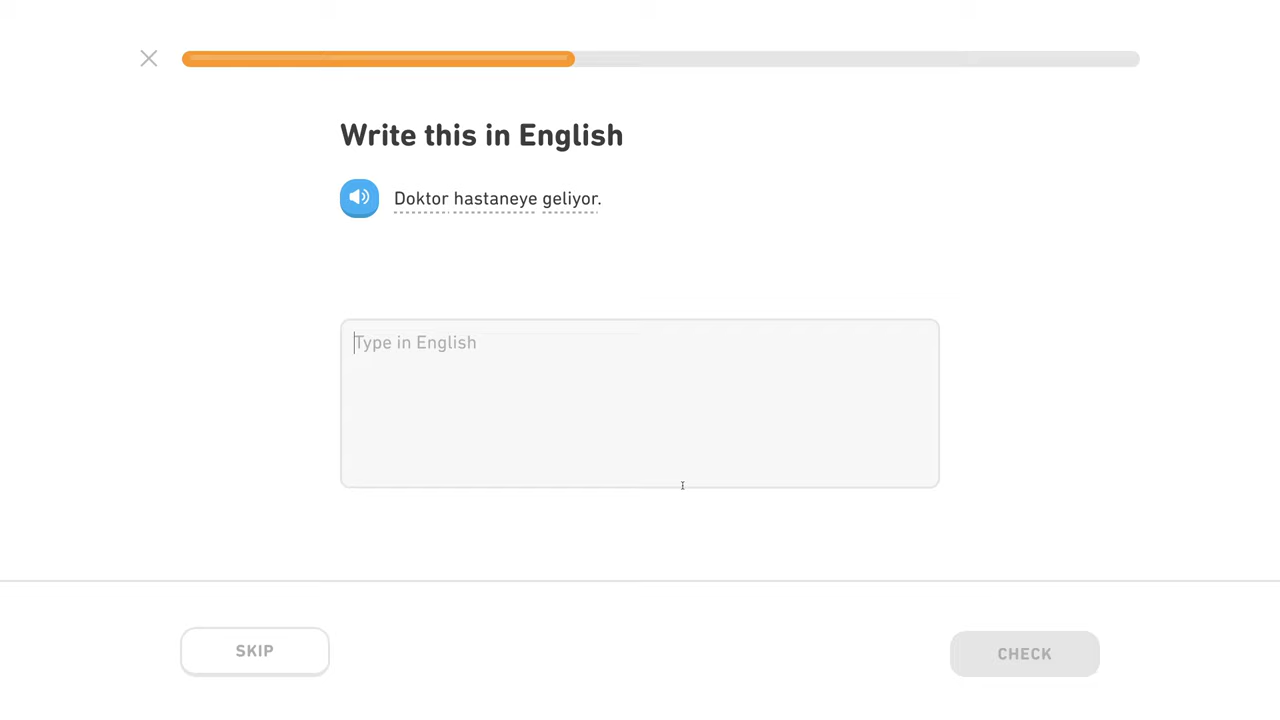 Write this in English
Doktor hastaneye geliyor.
Type in English
SKIP
CHECK